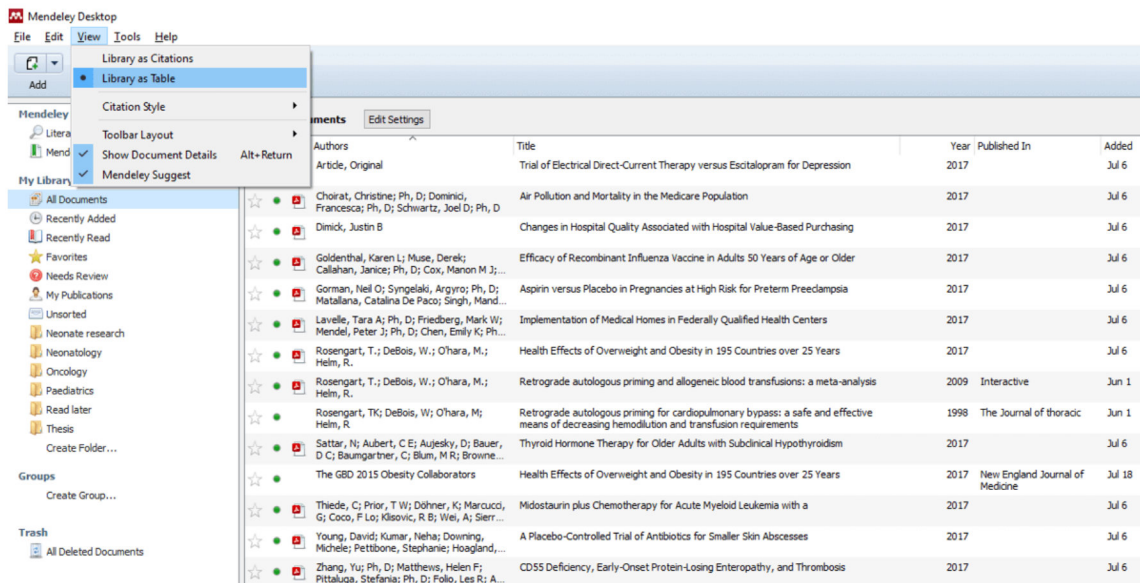 Mendeley Desktop
File Edit View Tools Help
Add
Library as Citations
Library as Table
Citation Style
Toolbar Layout
Show Document Details Alt+Return
Mendeley Suggest
Mendeley
Litera
Mend
My Library
All Documents
Recently Added
Recently Read
Favorites
Needs Review
My Publications
Unsorted
Neonate research
Neonatology
Oncology
Paediatrics
Read later
Thesis
Create Folder...
Groups
Create Group...
Trash
All Deleted Documents
uments Edit Settings
Authors Title Year Published In Added
Article, Original Trial of Electrical Direct-Current Therapy versus Escitalopram for Depression 2017 Jul 6
Choirat, Christine; Ph, D; Dominici, Air Pollution and Mortality in the Medicare Population 2017 Jul 6
Francesca; Ph, D; Schwartz, Joel D; Ph, D
Dimick, Justin B Changes in Hospital Quality Associated with Hospital Value-Based Purchasing 2017 Jul 6
Goldenthal, Karen L; Muse, Derek; Efficacy of Recombinant Influenza Vaccine in Adults 50 Years of Age or Older 2017 Jul 6
Callahan, Janice; Ph, D; Cox, Manon M J;...
Gorman, Neil O; Syngelaki, Argyro; Ph, D; Aspirin versus Placebo in Pregnancies at High Risk for Preterm Preeclampsia 2017 Jul 6
Matallana, Catalina De Paco; Singh, Mand...
Lavelle, Tara A; Ph, D; Friedberg, Mark W; Implementation of Medical Homes in Federally Qualified Health Centers 2017 Jul 6
Mendel, Peter J; Ph, D; Chen, Emily K; Ph...
Rosengart, T.; DeBois, W.; O'hara, M.; Health Effects of Overweight and Obesity in 195 Countries over 25 Years 2017 Jul 6
Helm, R.
Rosengart, T.; DeBois, W.; O'hara, M.; Retrograde autologous priming and allogeneic blood transfusions: a meta-analysis 2009 Interactive Jun 1
Helm, R.
Rosengart, TK; DeBois, W; O'hara, M; Retrograde autologous priming for cardiopulmonary bypass: a safe and effective 1998 The Journal of thoracic Jun 1
Helm, R means of decreasing hemodilution and transfusion requirements
Sattar, N; Aubert, C E; Aujesky, D; Bauer, Thyroid Hormone Therapy for Older Adults with Subclinical Hypothyroidism 2017 Jul 6
D C; Baumgartner, C; Blum, M R; Browne...
The GBD 2015 Obesity Collaborators Health Effects of Overweight and Obesity in 195 Countries over 25 Years 2017 New England Journal of Jul 18
Medicine
Thiede, C; Prior, T W; Döhner, K; Marcucci, Midostaurin plus Chemotherapy for Acute Myeloid Leukemia with a 2017 Jul 6
G; Coco, F Lo; Klisovic, R B; Wei, A; Sierr...
Young, David; Kumar, Neha; Downing, A Placebo-Controlled Trial of Antibiotics for Smaller Skin Abscesses 2017 Jul 6
Michele; Pettibone, Stephanie; Hoagland,...
Zhang, Yu; Ph, D; Matthews, Helen F; CD55 Deficiency, Early-Onset Protein-Losing Enteropathy, and Thrombosis 2017 Jul 6
Pittaluga, Stefania; Ph, D; Folio, Les R; A...